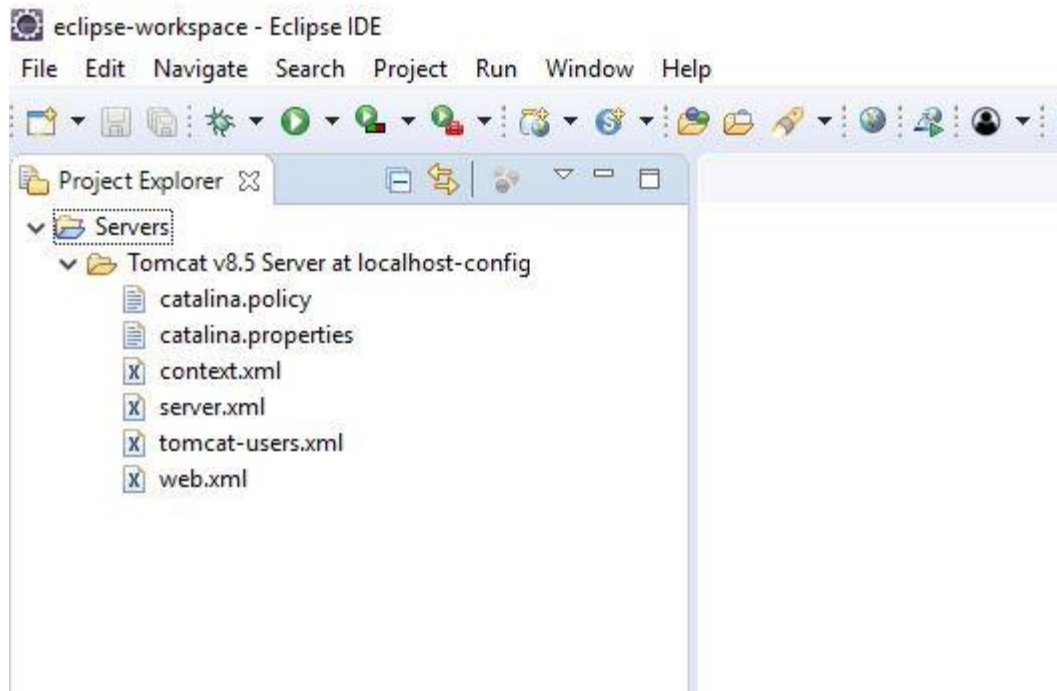 eclipse-workspace - Eclipse IDE
File Edit Navigate Search Project Run Window Help
Project Explorer
Servers
Tomcat v8.5 Server at localhost-config
catalina.policy
catalina.properties
context.xml
server.xml
tomcat-users.xml
web.xml